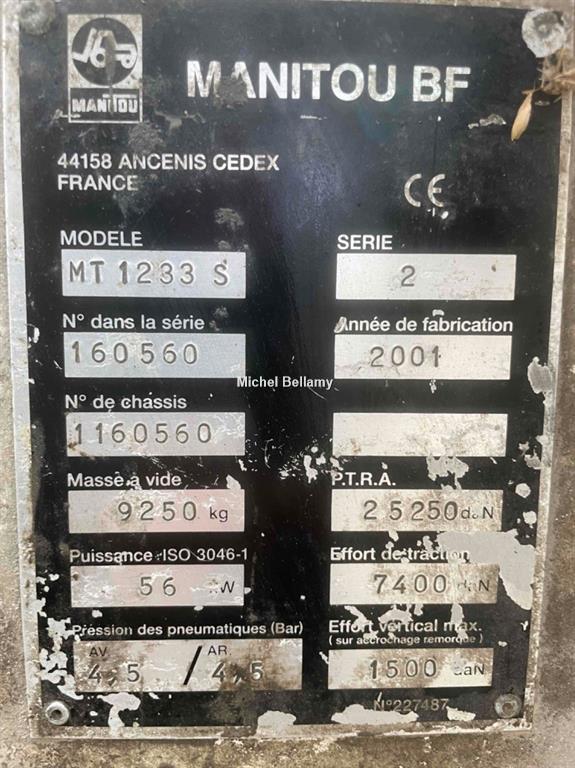 MANITOU
MANITOU BF
44158 ANCENIS CEDEX
FRANCE
CE
MODELE
MT 1233 S
SERIE
2
N° dans la série
160560
Année de fabrication
2001
Michel Bellamy
N° de chassis
1160560
Masse à vide
9250 kg
P.T.R.A.
25250 daN
Puissance ISO 3046-1
56 kW
Effort de traction
7400 daN
Pression des pneumatiques (Bar)
AV AR
4,5 / 4,5
Effort vertical max.
(sur accrochage remorque)
1500 daN
N°227487